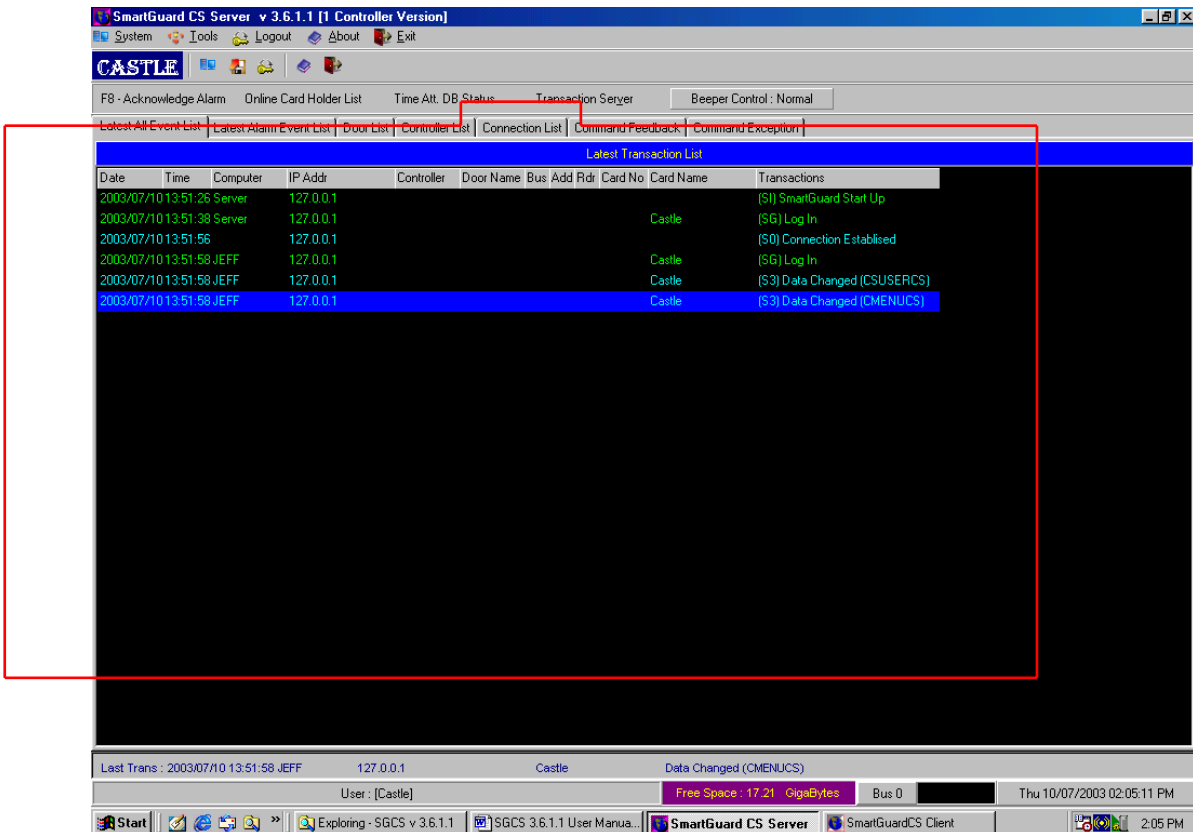 SmartGuard CS Server v 3.6.1.1 [1 Controller Version]
System Tools Logout About Exit
CASTLE
F8 - Acknowledge Alarm Online Card Holder List Time Att. DB Status Transaction Server Beeper Control : Normal
Latest All Event List Latest Alarm Event List Door List Controller List Connection List Command Feedback Command Exception
Latest Transaction List
Date Time Computer IP Addr Controller Door Name Bus Add Rdr Card No Card Name Transactions
2003/07/10 13:51:26 Server 127.0.0.1 (SI) SmartGuard Start Up
2003/07/10 13:51:38 Server 127.0.0.1 Castle (SG) Log In
2003/07/10 13:51:56 127.0.0.1 (S0) Connection Establised
2003/07/10 13:51:58 JEFF 127.0.0.1 Castle (SG) Log In
2003/07/10 13:51:58 JEFF 127.0.0.1 Castle (S3) Data Changed (CSUSERCS)
2003/07/10 13:51:58 JEFF 127.0.0.1 Castle (S3) Data Changed (CMENUCS)
Last Trans : 2003/07/10 13:51:58 JEFF 127.0.0.1 Castle Data Changed (CMENUCS)
User : [Castle] Free Space : 17.21 GigaBytes Bus 0 Thu 10/07/2003 02:05:11 PM
Start » Exploring - SGCS v 3.6.1.1 SGCS 3.6.1.1 User Manua... SmartGuard CS Server SmartGuardCS Client 2:05 PM